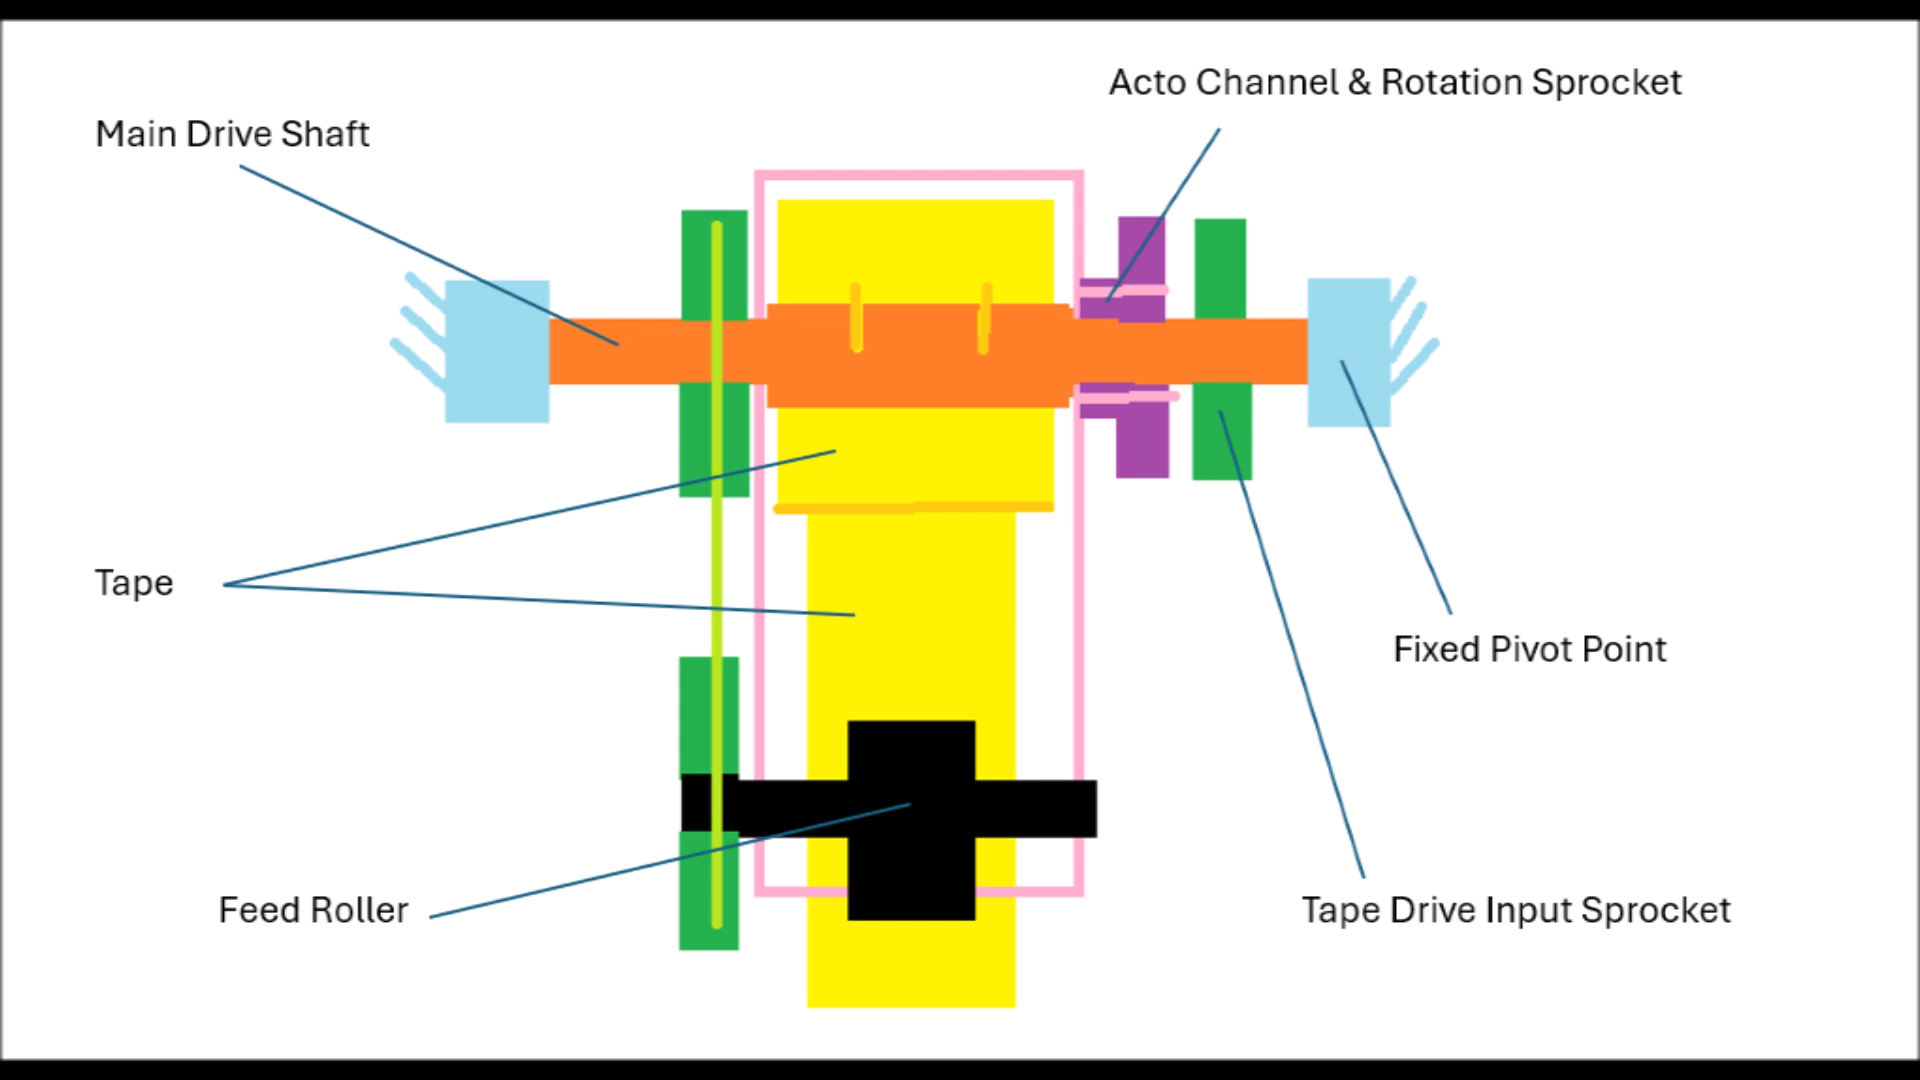 Acto Channel & Rotation Sprocket
Main Drive Shaft
Tape
Fixed Pivot Point
Feed Roller
Tape Drive Input Sprocket